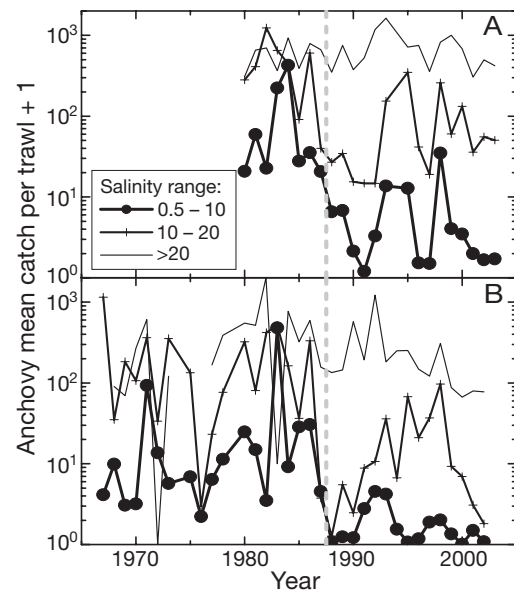 A
10³
10²
10¹
10⁰
Salinity range:
0.5 – 10
10 – 20
>20
B
10³
10²
10¹
10⁰
1970 1980 1990 2000
Year
Anchovy mean catch per trawl + 1